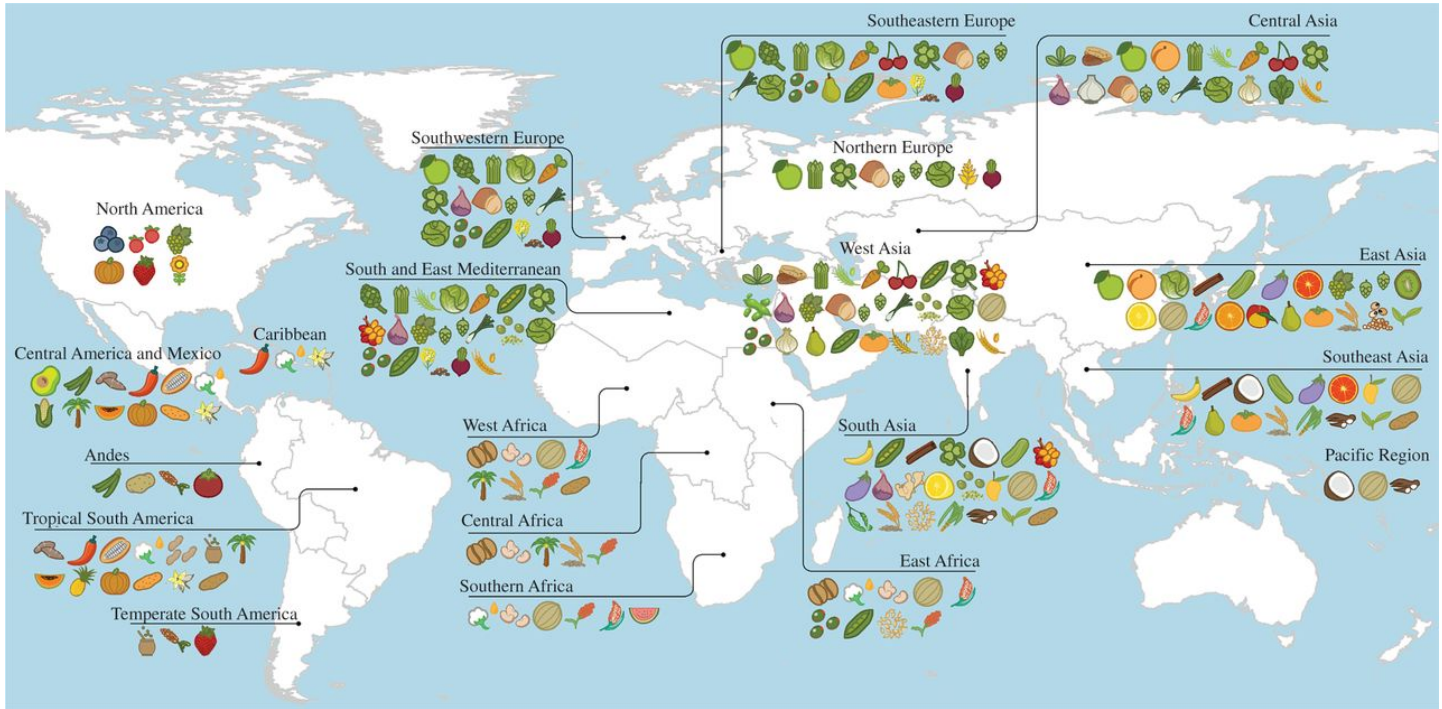 Southeastern Europe
Central Asia
Southwestern Europe
Northern Europe
North America
West Asia
East Asia
South and East Mediterranean
Caribbean
Central America and Mexico
Southeast Asia
West Africa
South Asia
Andes
Pacific Region
Tropical South America
Central Africa
East Africa
Southern Africa
Temperate South America